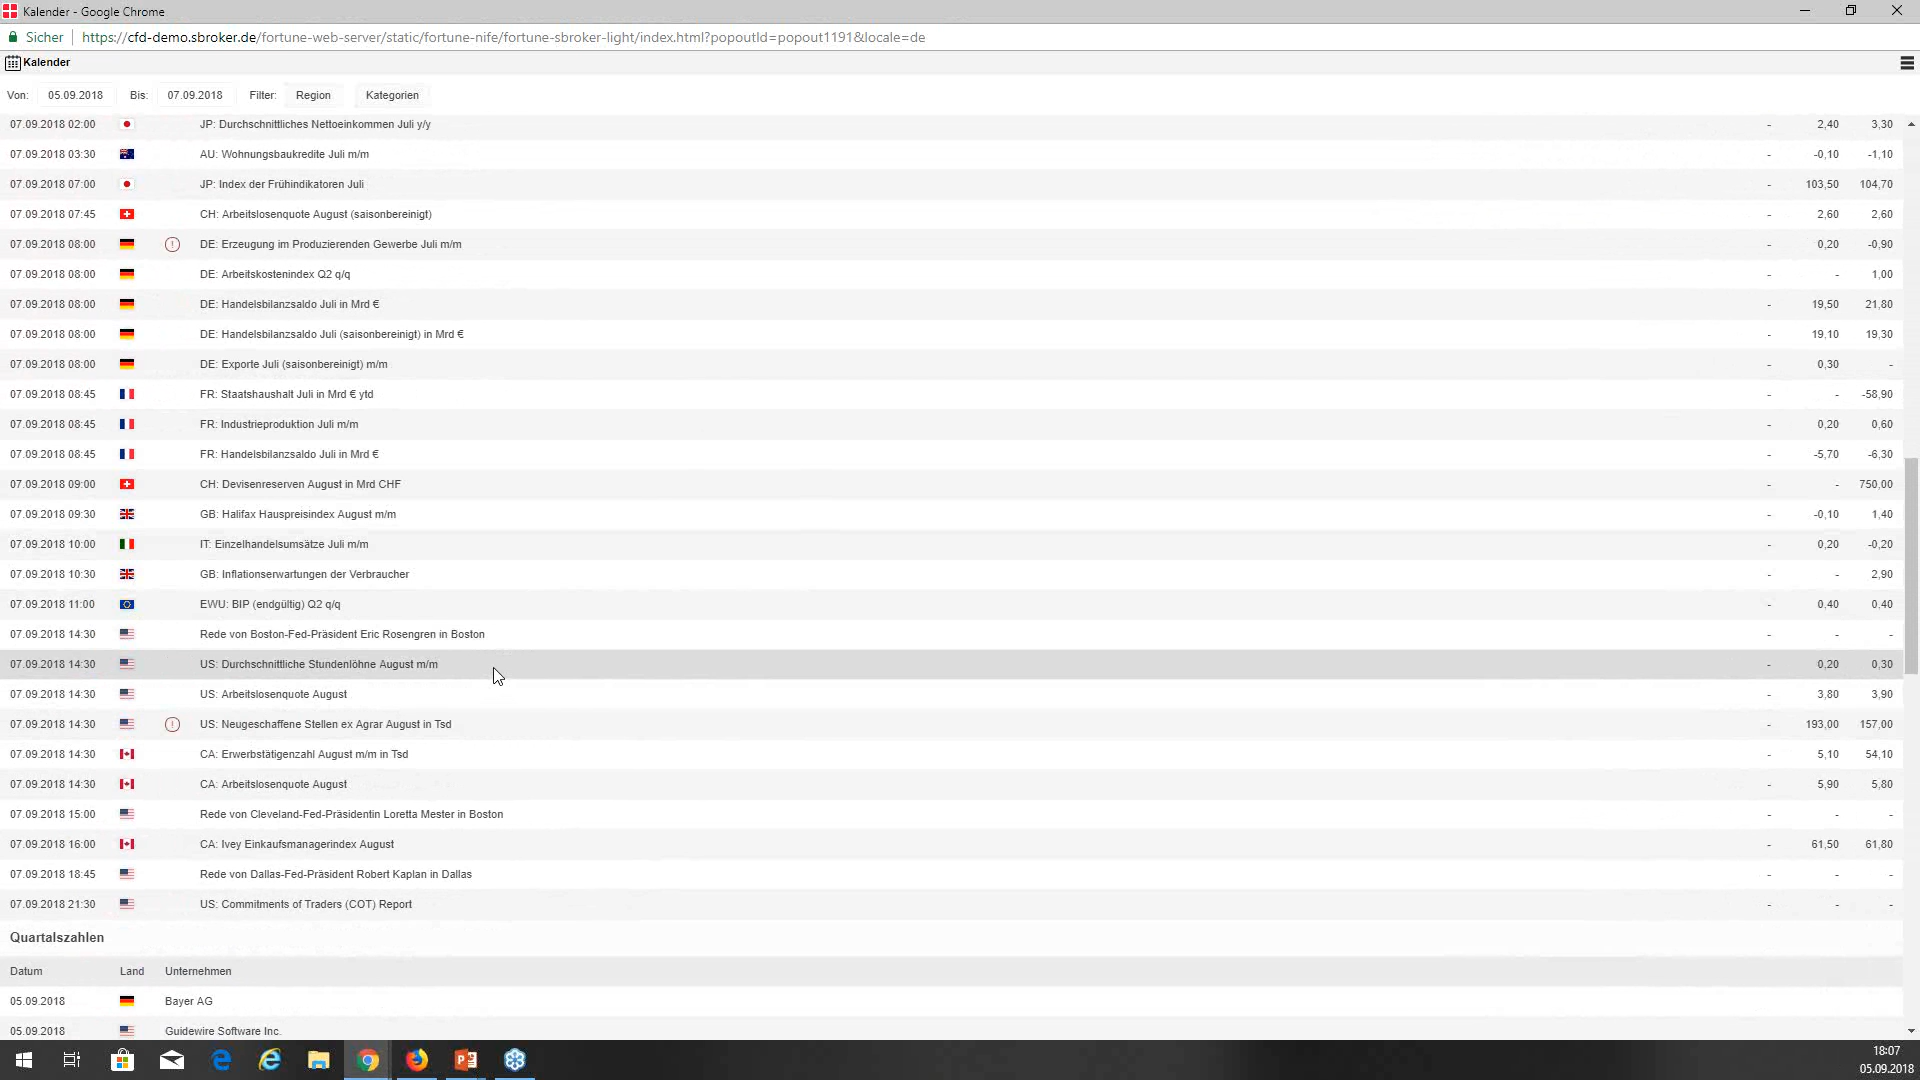 Kalender - Google Chrome
Sicher | https://cfd-demo.sbroker.de/fortune-web-server/static/fortune-nife/fortune-sbroker-light/index.html?popoutId=popout1191&locale=de
Kalender
Von: 05.09.2018 Bis: 07.09.2018 Filter: Region Kategorien
07.09.2018 02:00 JP: Durchschnittliches Nettoeinkommen Juli y/y - 2,40 3,30
07.09.2018 03:30 AU: Wohnungsbaukredite Juli m/m - -0,10 -1,10
07.09.2018 07:00 JP: Index der Frühindikatoren Juli - 103,50 104,70
07.09.2018 07:45 CH: Arbeitslosenquote August (saisonbereinigt) - 2,60 2,60
07.09.2018 08:00 DE: Erzeugung im Produzierenden Gewerbe Juli m/m - 0,20 -0,90
07.09.2018 08:00 DE: Arbeitskostenindex Q2 q/q - - 1,00
07.09.2018 08:00 DE: Handelsbilanzsaldo Juli in Mrd € - 19,50 21,80
07.09.2018 08:00 DE: Handelsbilanzsaldo Juli (saisonbereinigt) in Mrd € - 19,10 19,30
07.09.2018 08:00 DE: Exporte Juli (saisonbereinigt) m/m - 0,30 -
07.09.2018 08:45 FR: Staatshaushalt Juli in Mrd € ytd - - -58,90
07.09.2018 08:45 FR: Industrieproduktion Juli m/m - 0,20 0,60
07.09.2018 08:45 FR: Handelsbilanzsaldo Juli in Mrd € - -5,70 -6,30
07.09.2018 09:00 CH: Devisenreserven August in Mrd CHF - - 750,00
07.09.2018 09:30 GB: Halifax Hauspreisindex August m/m - -0,10 1,40
07.09.2018 10:00 IT: Einzelhandelsumsätze Juli m/m - 0,20 -0,20
07.09.2018 10:30 GB: Inflationserwartungen der Verbraucher - - 2,90
07.09.2018 11:00 EWU: BIP (endgültig) Q2 q/q - 0,40 0,40
07.09.2018 14:30 Rede von Boston-Fed-Präsident Eric Rosengren in Boston - - -
07.09.2018 14:30 US: Durchschnittliche Stundenlöhne August m/m - 0,20 0,30
07.09.2018 14:30 US: Arbeitslosenquote August - 3,80 3,90
07.09.2018 14:30 US: Neugeschaffene Stellen ex Agrar August in Tsd - 193,00 157,00
07.09.2018 14:30 CA: Erwerbstätigenzahl August m/m in Tsd - 5,10 54,10
07.09.2018 14:30 CA: Arbeitslosenquote August - 5,90 5,80
07.09.2018 15:00 Rede von Cleveland-Fed-Präsidentin Loretta Mester in Boston - - -
07.09.2018 16:00 CA: Ivey Einkaufsmanagerindex August - 61,50 61,80
07.09.2018 18:45 Rede von Dallas-Fed-Präsident Robert Kaplan in Dallas - - -
07.09.2018 21:30 US: Commitments of Traders (COT) Report - - -
Quartalszahlen
Datum Land Unternehmen
05.09.2018 Bayer AG
05.09.2018 Guidewire Software Inc.
18:07
05.09.2018